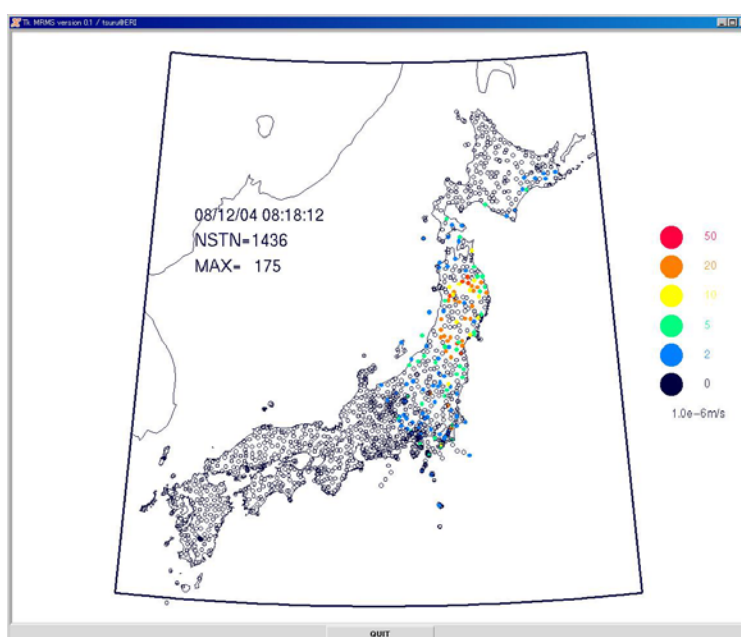 Tk MRMS version 0.1 / tsuru@ERI
08/12/04 08:18:12
NSTN=1436
MAX= 175
50
20
10
5
2
0
1.0e-6m/s
QUIT